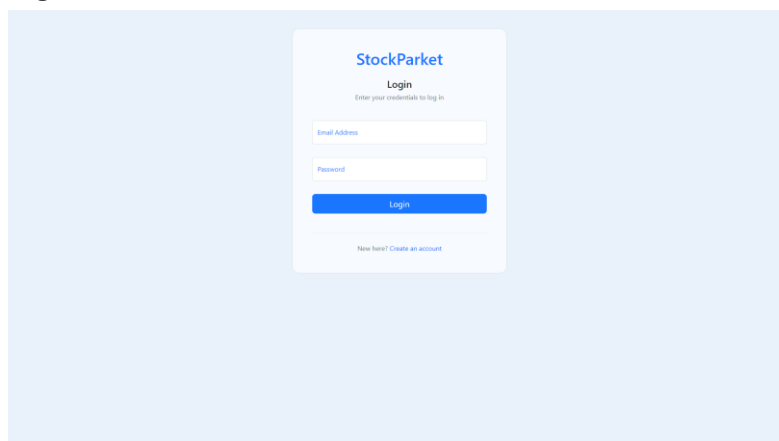 StockParket
Login
Enter your credentials to log in
Email Address
Password
Login
New here? Create an account